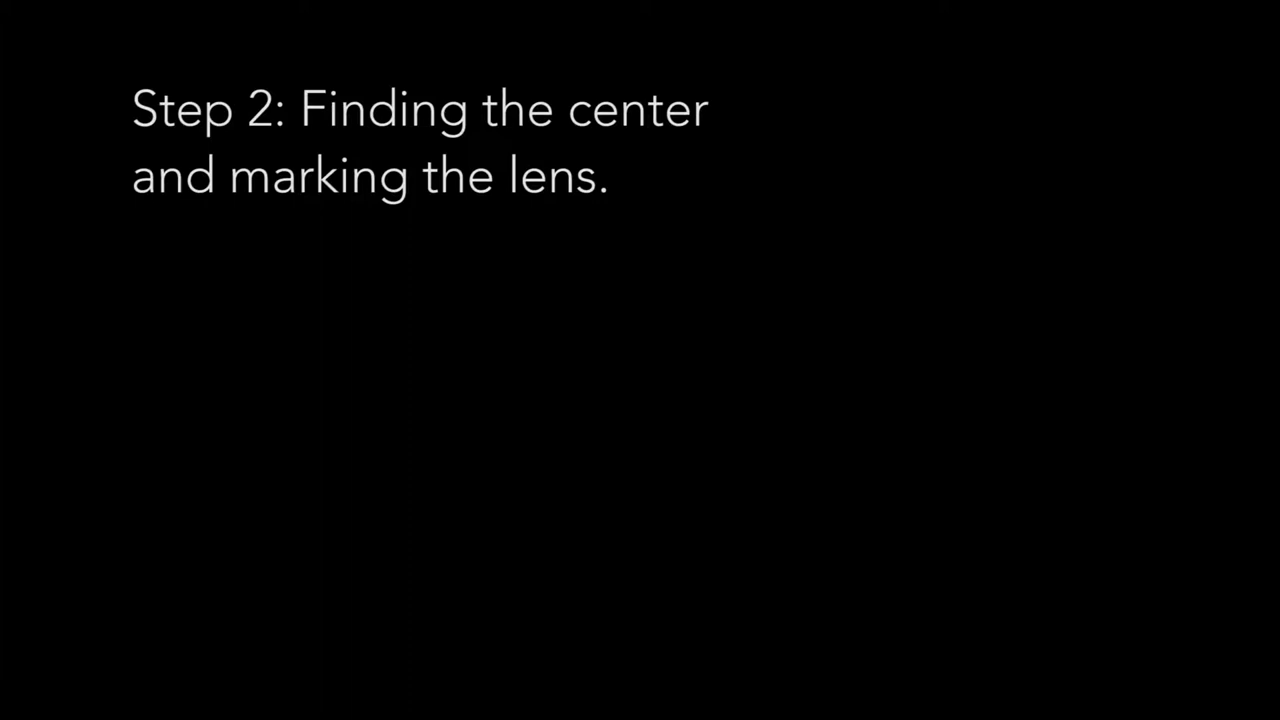 Step 2: Finding the center
and marking the lens.